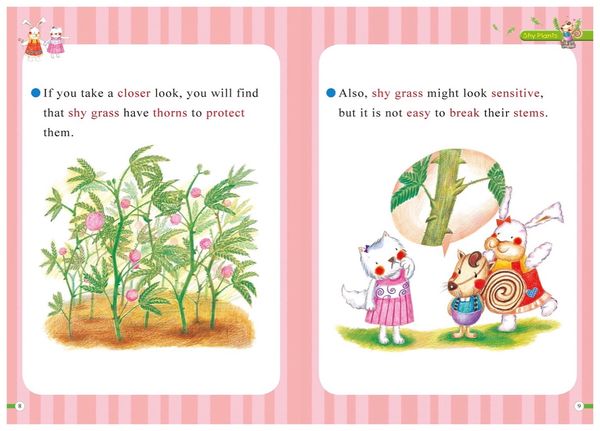 Shy Plants
If you take a closer look, you will find
that shy grass have thorns to protect
them.
Also, shy grass might look sensitive,
but it is not easy to break their stems.
8
9